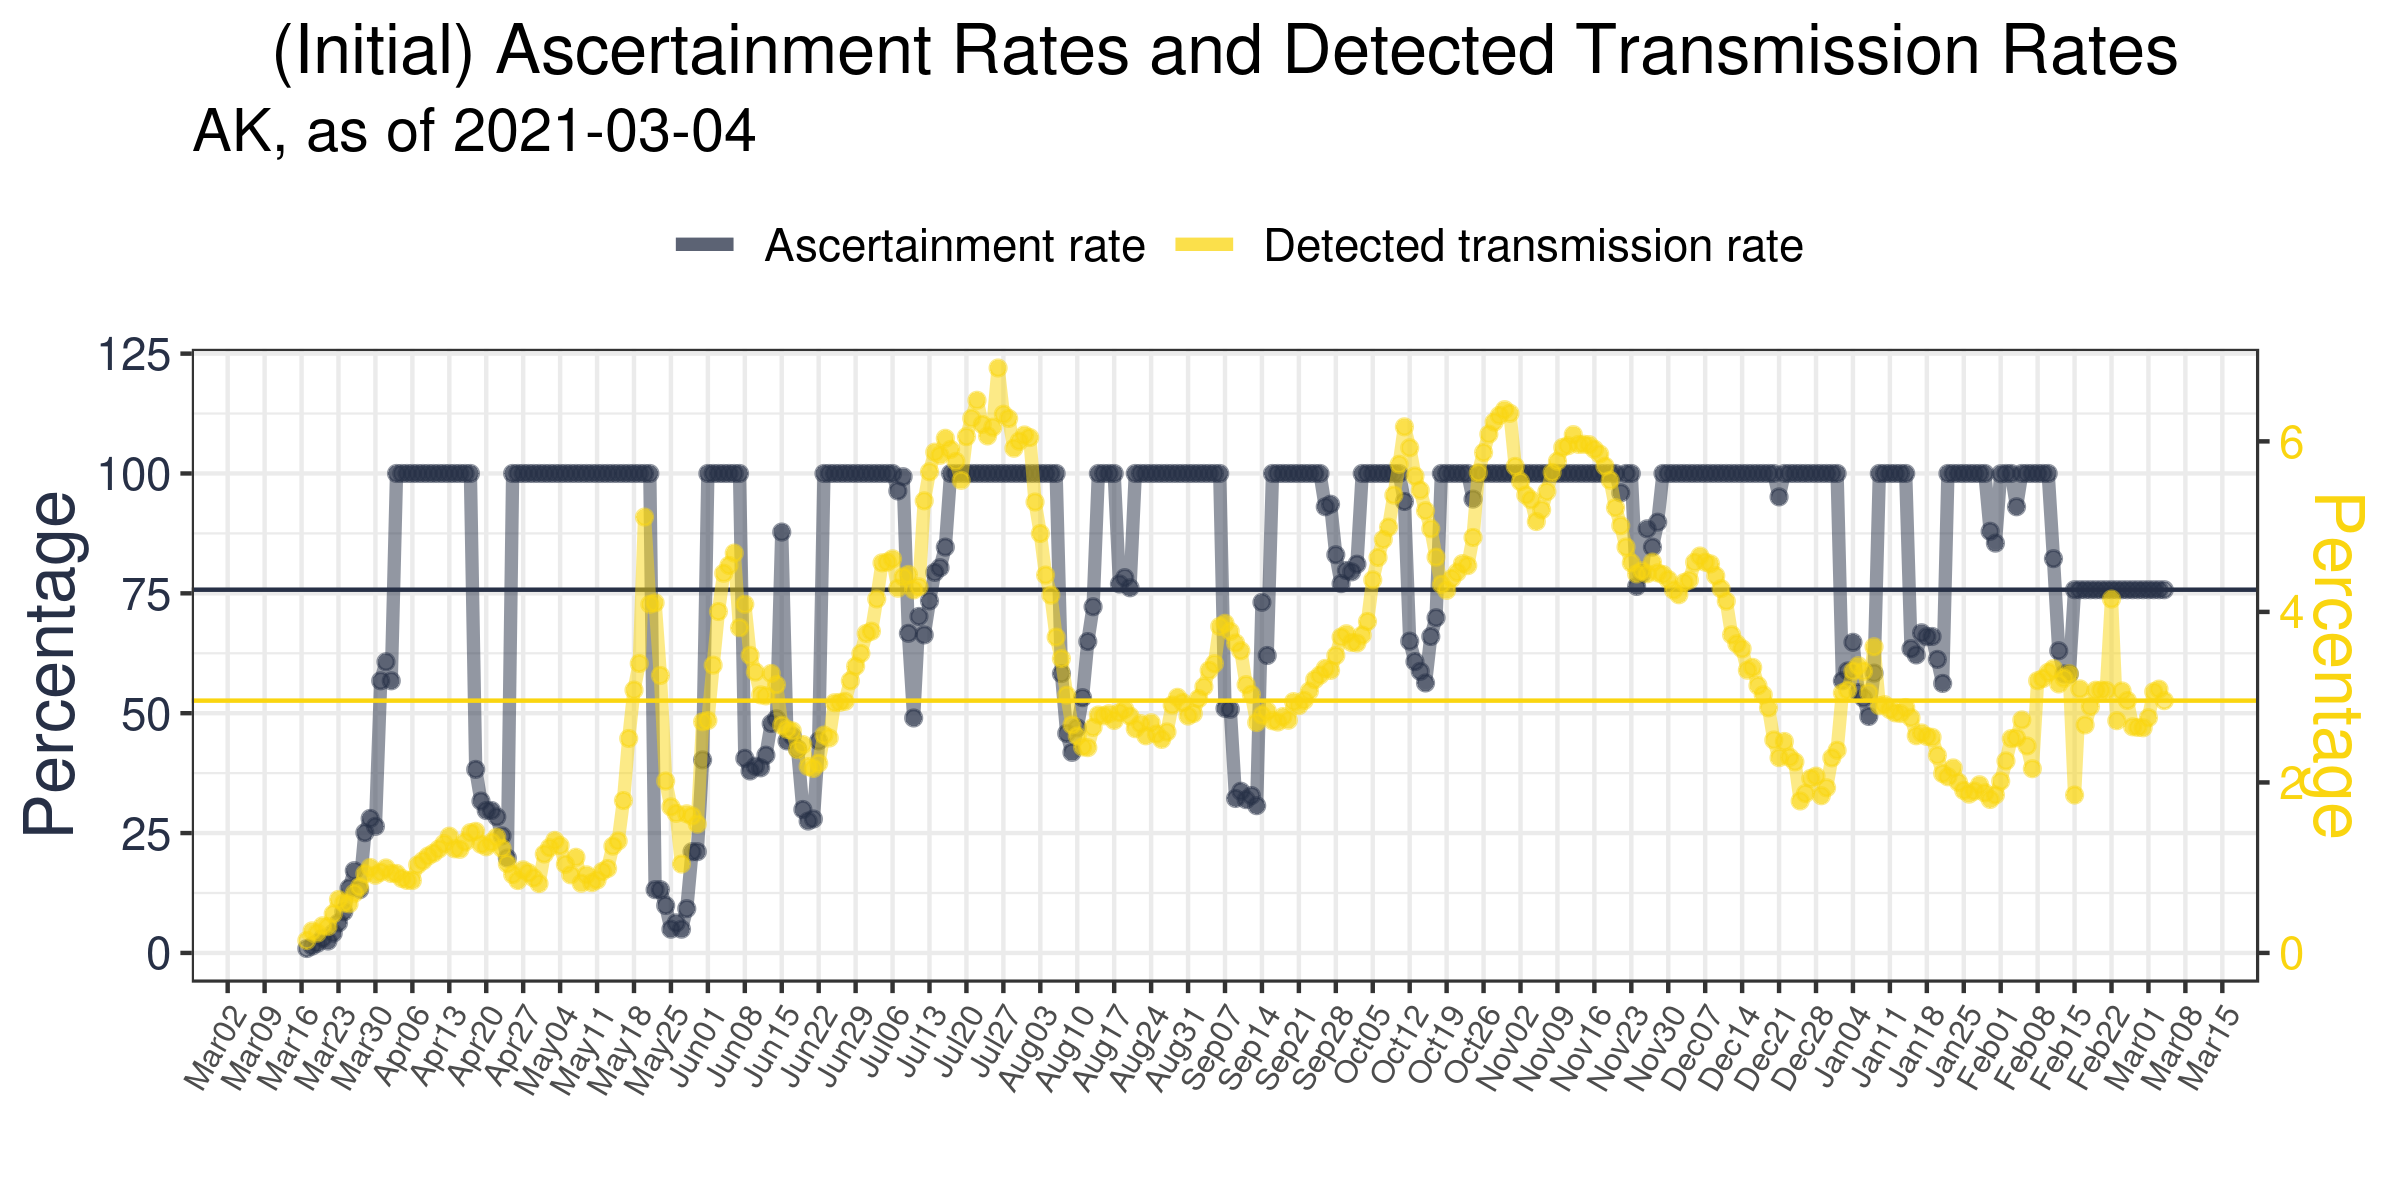 (Initial) Ascertainment Rates and Detected Transmission Rates
AK, as of 2021-03-04
Ascertainment rate
Detected transmission rate
Percentage
125
100
75
50
25
0
6
4
2
0
Percentage
Mar02
Mar09
Mar16
Mar23
Mar30
Apr06
Apr13
Apr20
Apr27
May04
May11
May18
May25
Jun01
Jun08
Jun15
Jun22
Jun29
Jul06
Jul13
Jul20
Jul27
Aug03
Aug10
Aug17
Aug24
Aug31
Sep07
Sep14
Sep21
Sep28
Oct05
Oct12
Oct19
Oct26
Nov02
Nov09
Nov16
Nov23
Nov30
Dec07
Dec14
Dec21
Dec28
Jan04
Jan11
Jan18
Jan25
Feb01
Feb08
Feb15
Feb22
Mar01
Mar08
Mar15